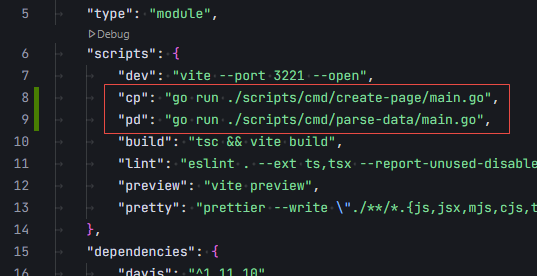 5 "type": "module",
Debug
6 "scripts": {
7 "dev": "vite --port 3221 --open",
8 "cp": "go run ./scripts/cmd/create-page/main.go",
9 "pd": "go run ./scripts/cmd/parse-data/main.go",
10 "build": "tsc && vite build",
11 "lint": "eslint . --ext ts,tsx --report-unused-disable
12 "preview": "vite preview",
13 "pretty": "prettier --write \"./**/*.{js,jsx,mjs,cjs,t
14 },
15 "dependencies": {
16 "dayjs": "^1.11.10"